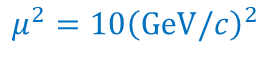 μ² = 10(GeV/c)²